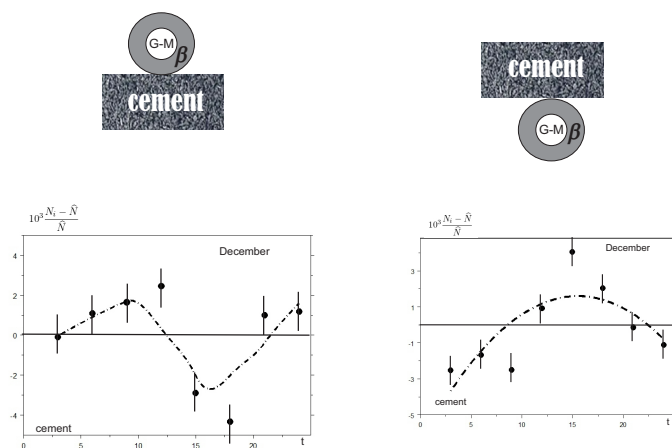 G-M
β
cement
cement
G-M
β
10³ (Nᵢ − N̂)/N̂
December
4
2
0
-2
-4
cement
0
5
10
15
20
t
10³ (Nᵢ − N̂)/N̂
December
3
1
-1
-3
-5
cement
0
5
10
15
20
t